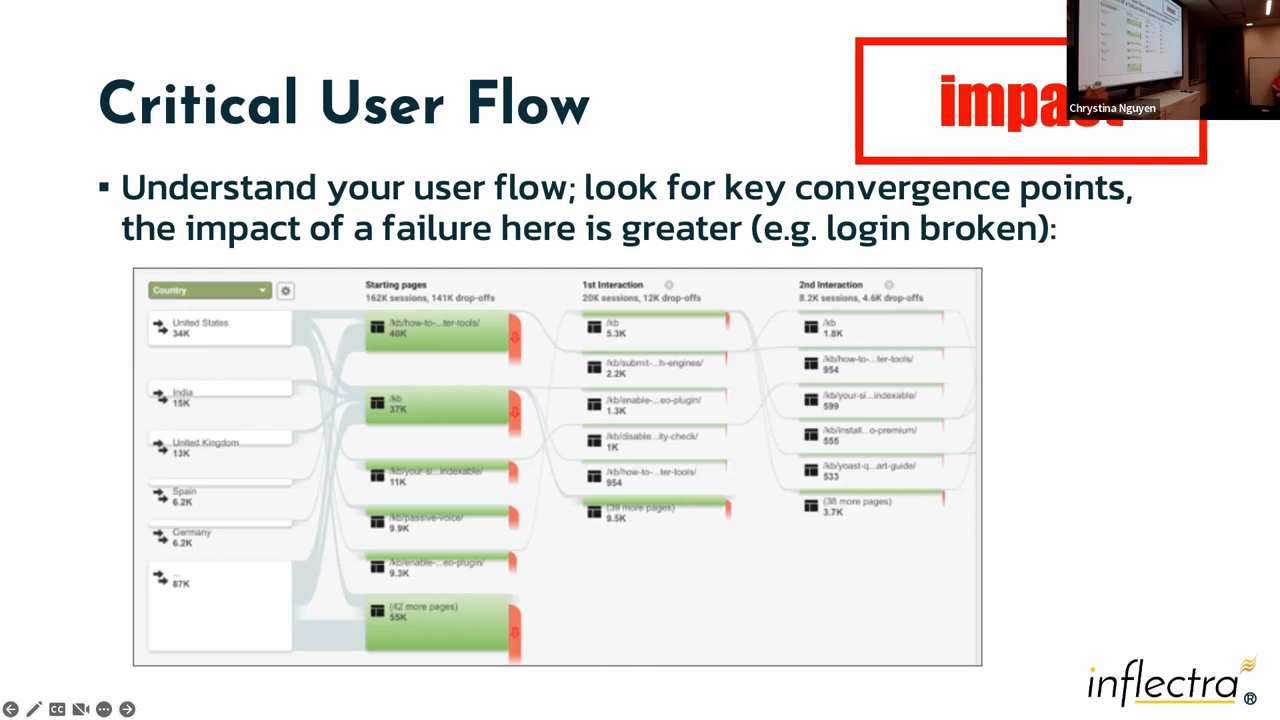 Critical User Flow
impact
Chrystina Nguyen
▪ Understand your user flow; look for key convergence points,
the impact of a failure here is greater (e.g. login broken):
Country
Starting pages
162K sessions, 141K drop-offs
1st Interaction
20K sessions, 12K drop-offs
2nd Interaction
8.2K sessions, 4.6K drop-offs
United States
34K
India
15K
United Kingdom
13K
Spain
6.2K
Germany
6.2K
...
87K
/kb/how-to-...ter-tools/
40K
/kb
37K
/kb/your-si...indexable/
11K
/kb/passive-voice/
9.9K
/kb/enable-...eo-plugin/
9.3K
(42 more pages)
55K
/kb
5.3K
/kb/submit-...h-engines/
2.2K
/kb/enable-...eo-plugin/
1.3K
/kb/disable...ity-check/
1K
/kb/how-to-...ter-tools/
954
(39 more pages)
9.5K
/kb
1.8K
/kb/how-to-...ter-tools/
954
/kb/your-si...indexable/
599
/kb/install...o-premium/
555
/kb/yoast-q...art-guide/
533
(38 more pages)
3.7K
inflectra®
CC